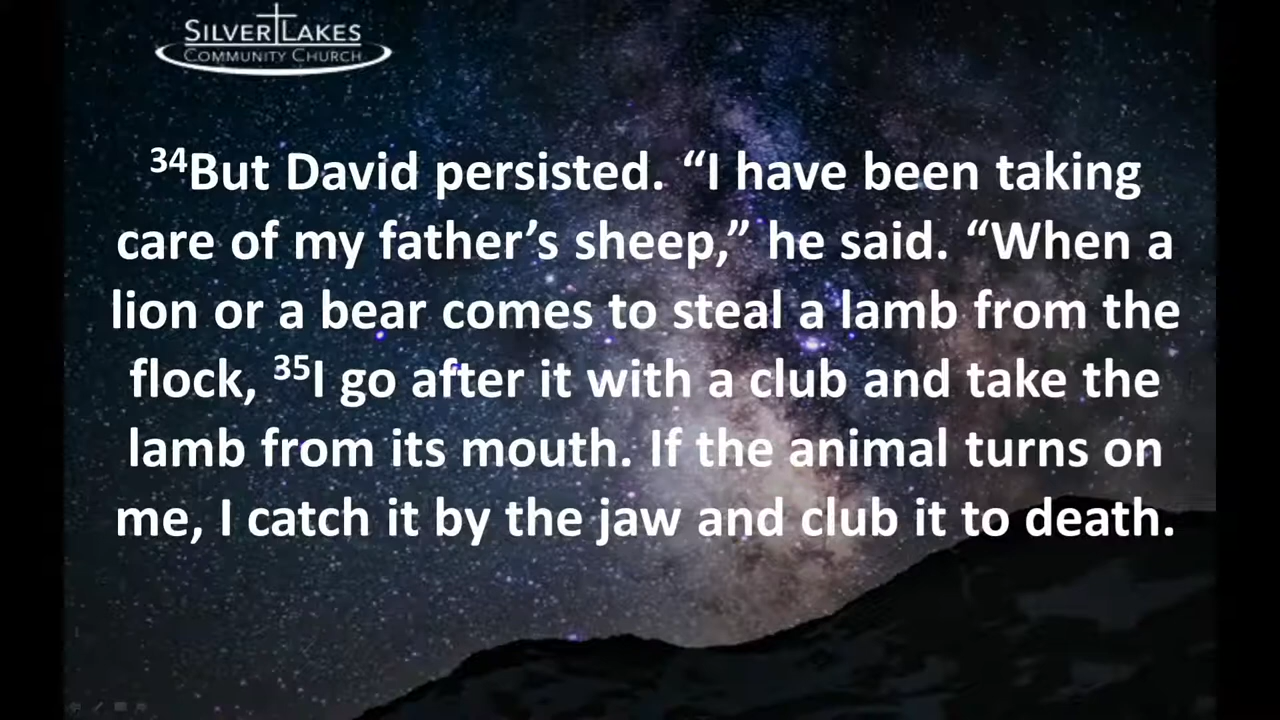 SILVER LAKES
COMMUNITY CHURCH
34But David persisted. “I have been taking
care of my father’s sheep,” he said. “When a
lion or a bear comes to steal a lamb from the
flock, 35I go after it with a club and take the
lamb from its mouth. If the animal turns on
me, I catch it by the jaw and club it to death.